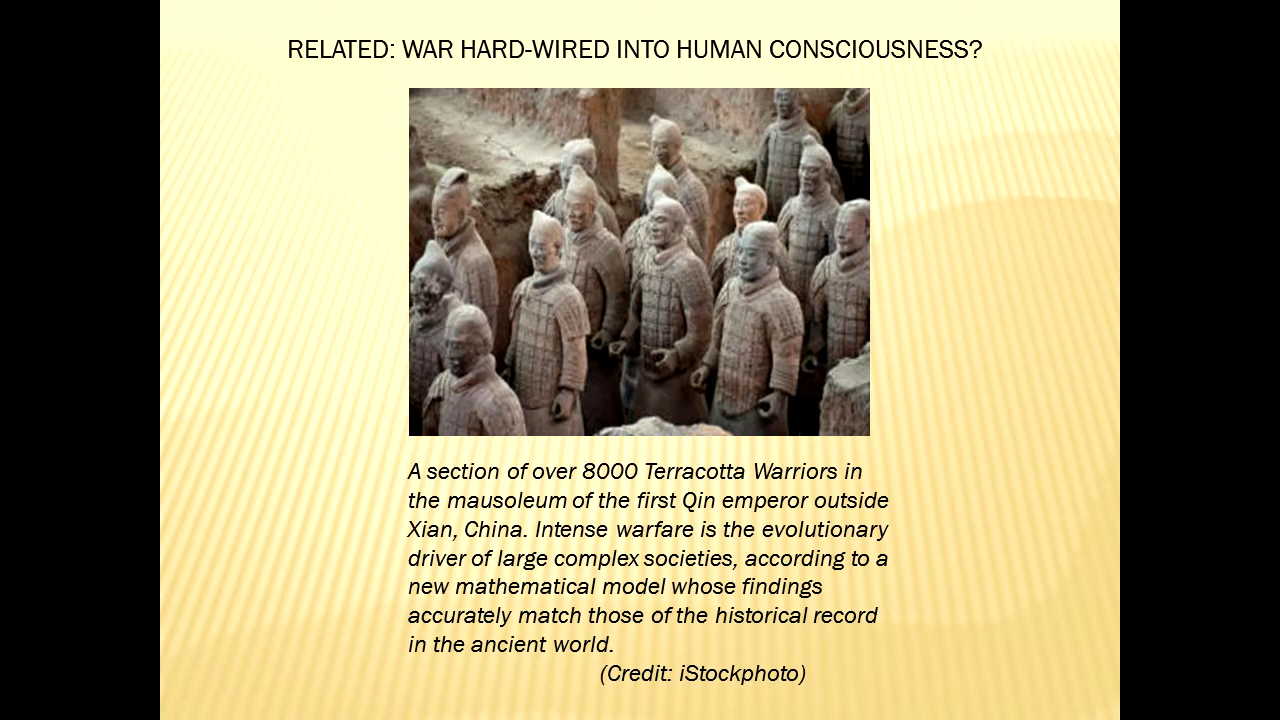 RELATED: WAR HARD-WIRED INTO HUMAN CONSCIOUSNESS?
A section of over 8000 Terracotta Warriors in
the mausoleum of the first Qin emperor outside
Xian, China. Intense warfare is the evolutionary
driver of large complex societies, according to a
new mathematical model whose findings
accurately match those of the historical record
in the ancient world.
(Credit: iStockphoto)